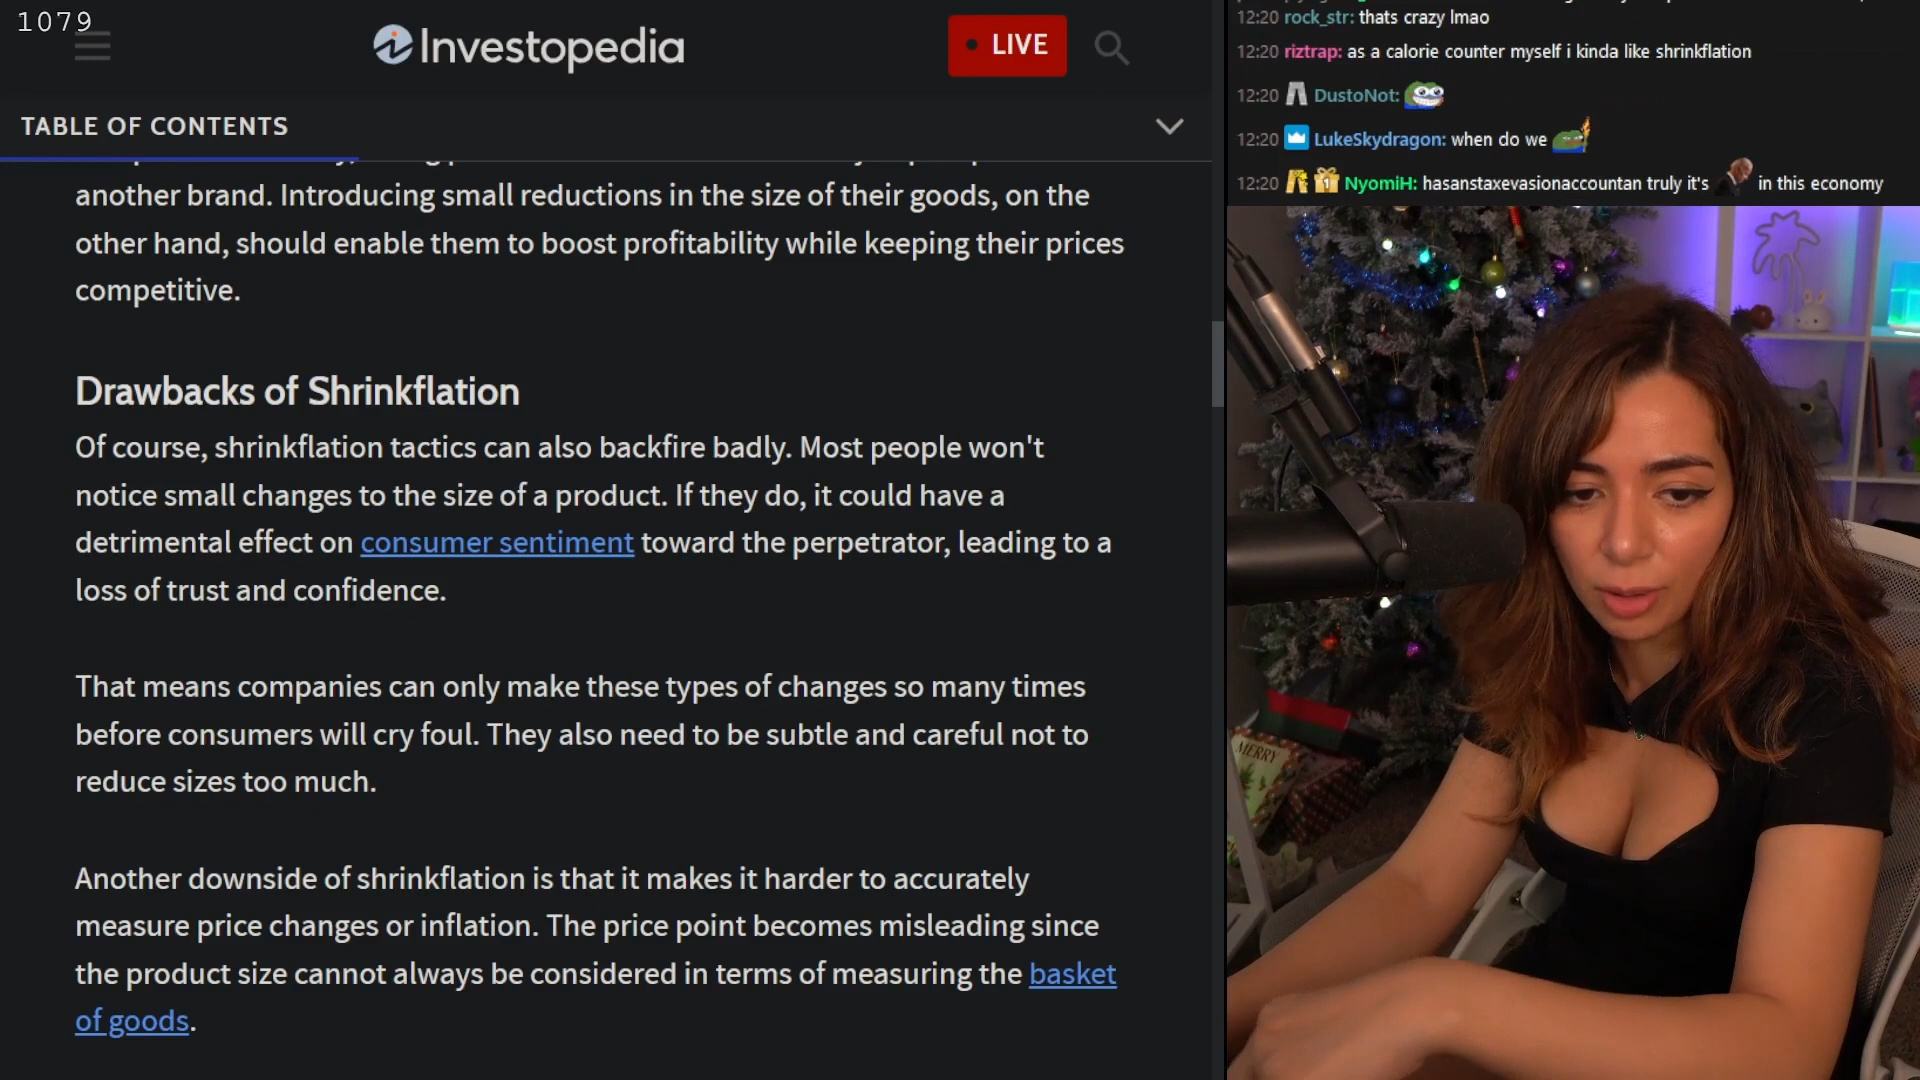 1079
Investopedia
LIVE
TABLE OF CONTENTS
another brand. Introducing small reductions in the size of their goods, on the
other hand, should enable them to boost profitability while keeping their prices
competitive.
Drawbacks of Shrinkflation
Of course, shrinkflation tactics can also backfire badly. Most people won't
notice small changes to the size of a product. If they do, it could have a
detrimental effect on consumer sentiment toward the perpetrator, leading to a
loss of trust and confidence.
That means companies can only make these types of changes so many times
before consumers will cry foul. They also need to be subtle and careful not to
reduce sizes too much.
Another downside of shrinkflation is that it makes it harder to accurately
measure price changes or inflation. The price point becomes misleading since
the product size cannot always be considered in terms of measuring the basket
of goods.
12:20 rock_str: thats crazy lmao
12:20 riztrap: as a calorie counter myself i kinda like shrinkflation
12:20 DustoNot:
12:20 LukeSkydragon: when do we
12:20 1 NyomiH: hasanstaxevasionaccountan truly it's in this economy
MERRY